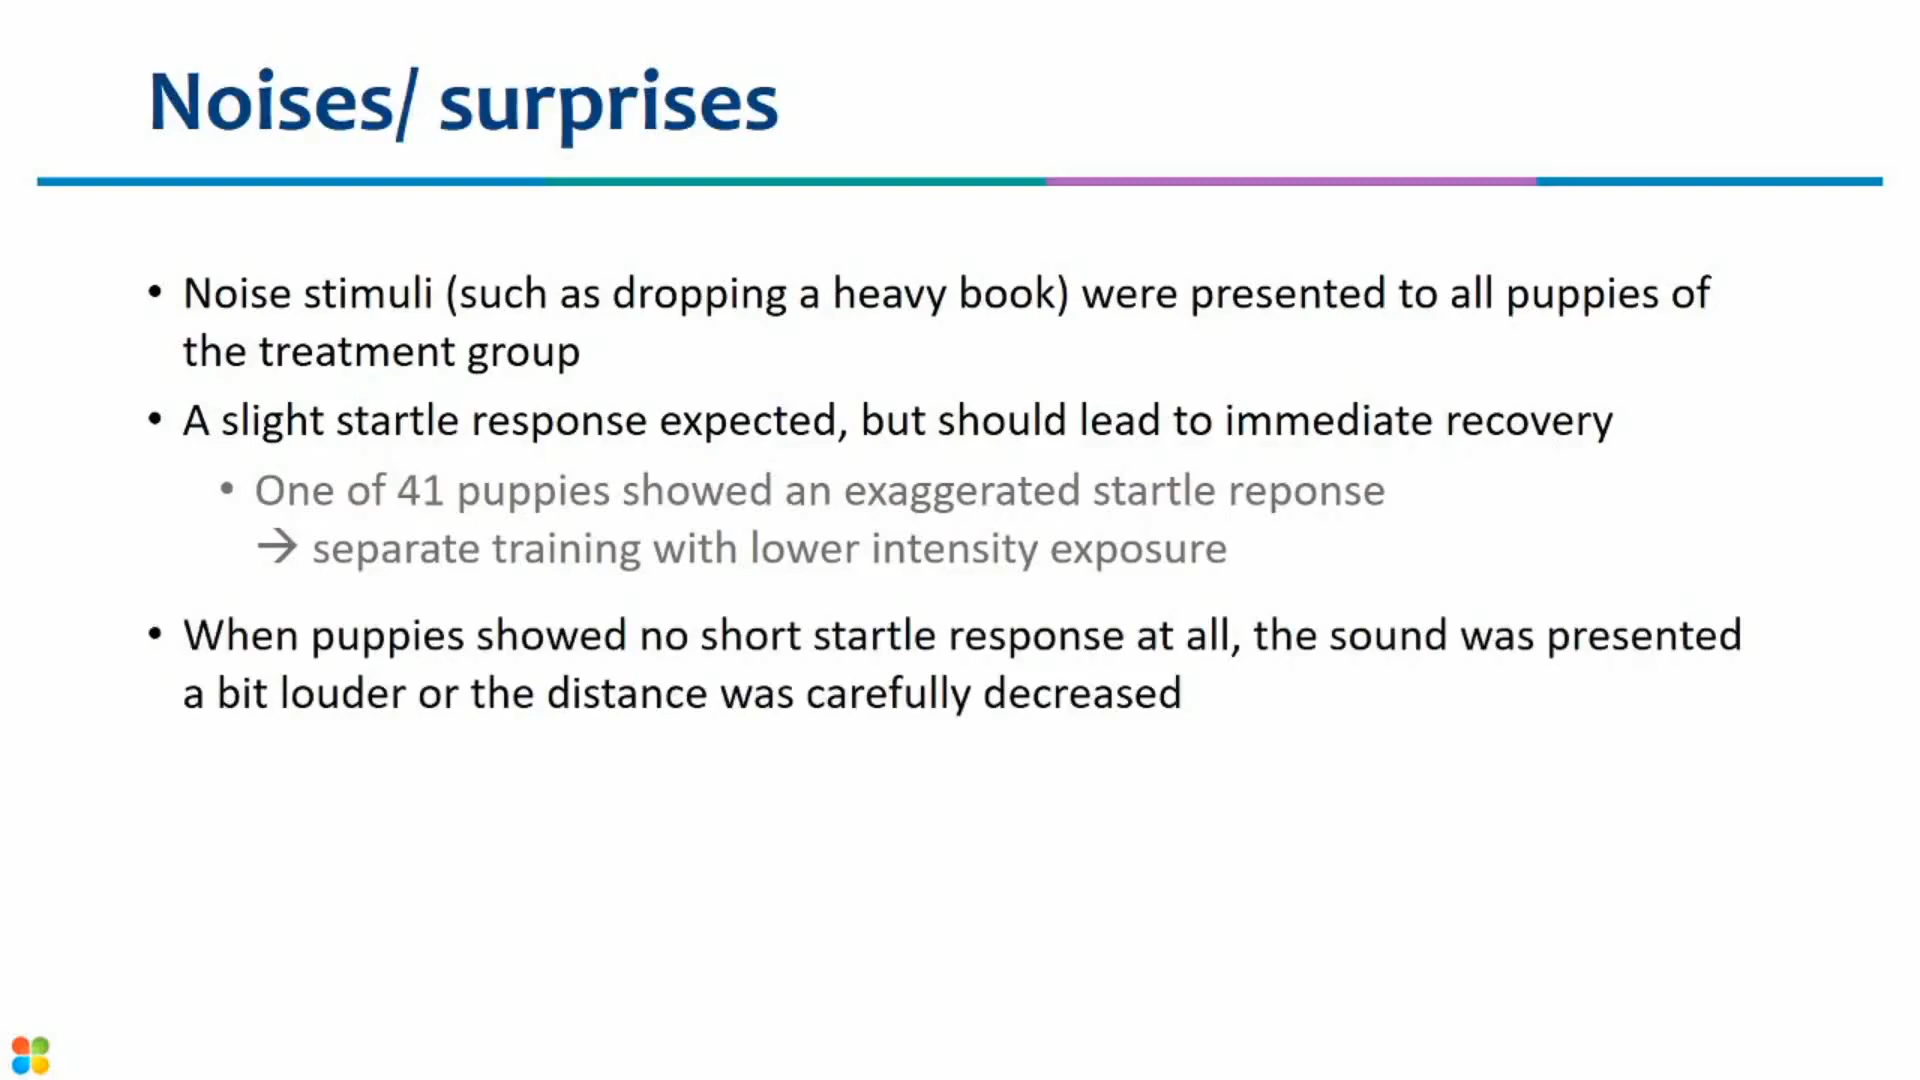 Noises/ surprises
• Noise stimuli (such as dropping a heavy book) were presented to all puppies of
the treatment group
• A slight startle response expected, but should lead to immediate recovery
• One of 41 puppies showed an exaggerated startle reponse
→ separate training with lower intensity exposure
• When puppies showed no short startle response at all, the sound was presented
a bit louder or the distance was carefully decreased